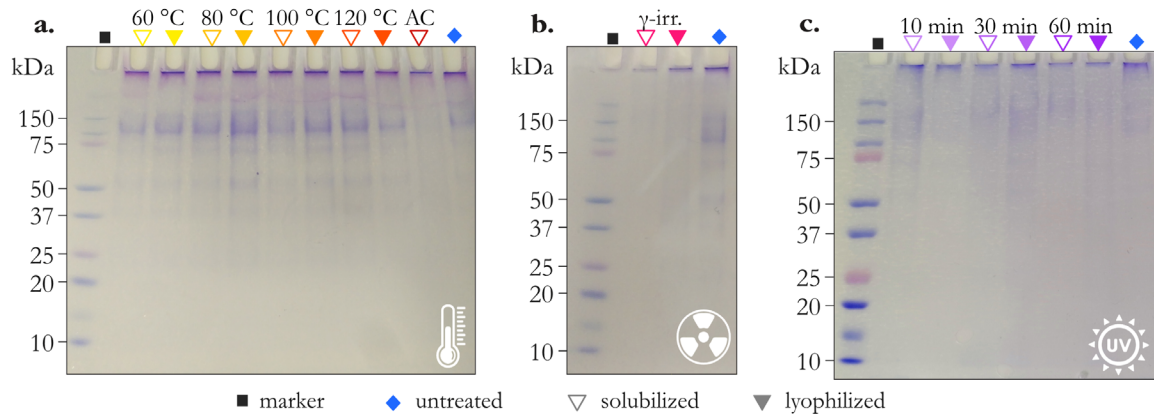 a.
60 °C 80 °C 100 °C 120 °C AC
kDa
150
75
50
37
25
20
10
b.
γ-irr.
kDa
150
75
50
37
25
20
10
c.
10 min 30 min 60 min
kDa
150
75
50
37
25
20
10
UV
marker untreated solubilized lyophilized